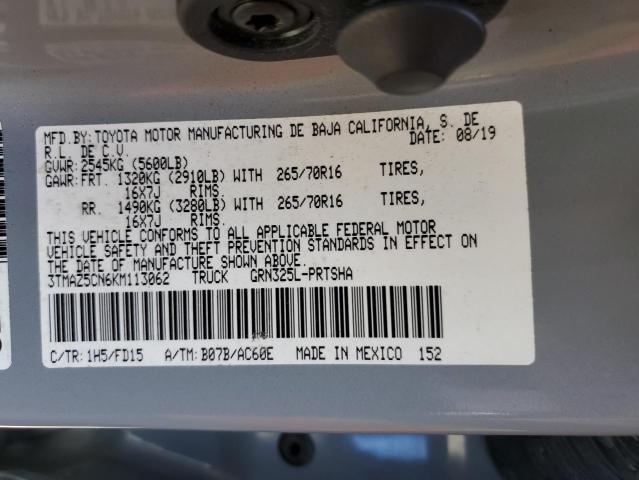 MFD.BY: TOYOTA MOTOR MANUFACTURING DE BAJA CALIFORNIA, S. DE
R.L. DE C.V. DATE: 08/19
GVWR: 2545KG (5600LB)
GAWR: FRT. 1320KG (2910LB) WITH 265/70R16 TIRES,
16X7J RIMS.
RR. 1490KG (3280LB) WITH 265/70R16 TIRES,
16X7J RIMS.
THIS VEHICLE CONFORMS TO ALL APPLICABLE FEDERAL MOTOR
VEHICLE SAFETY AND THEFT PREVENTION STANDARDS IN EFFECT ON
THE DATE OF MANUFACTURE SHOWN ABOVE.
3TMAZ5CN6KM113062 TRUCK GRN325L-PRTSHA
C/TR: 1H5/FD15 A/TM: B07B/AC60E MADE IN MEXICO 152